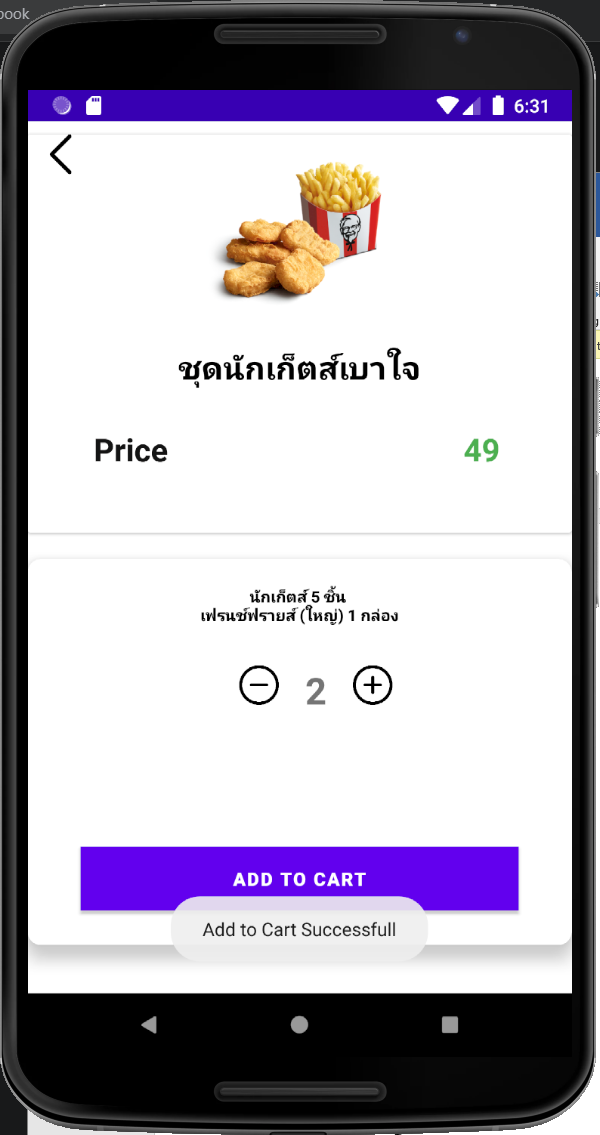 book
6:31
ชุดนักเก็ตส์เบาใจ
Price
49
นักเก็ตส์ 5 ชิ้น
เฟรนช์ฟรายส์ (ใหญ่) 1 กล่อง
2
ADD TO CART
Add to Cart Successfull